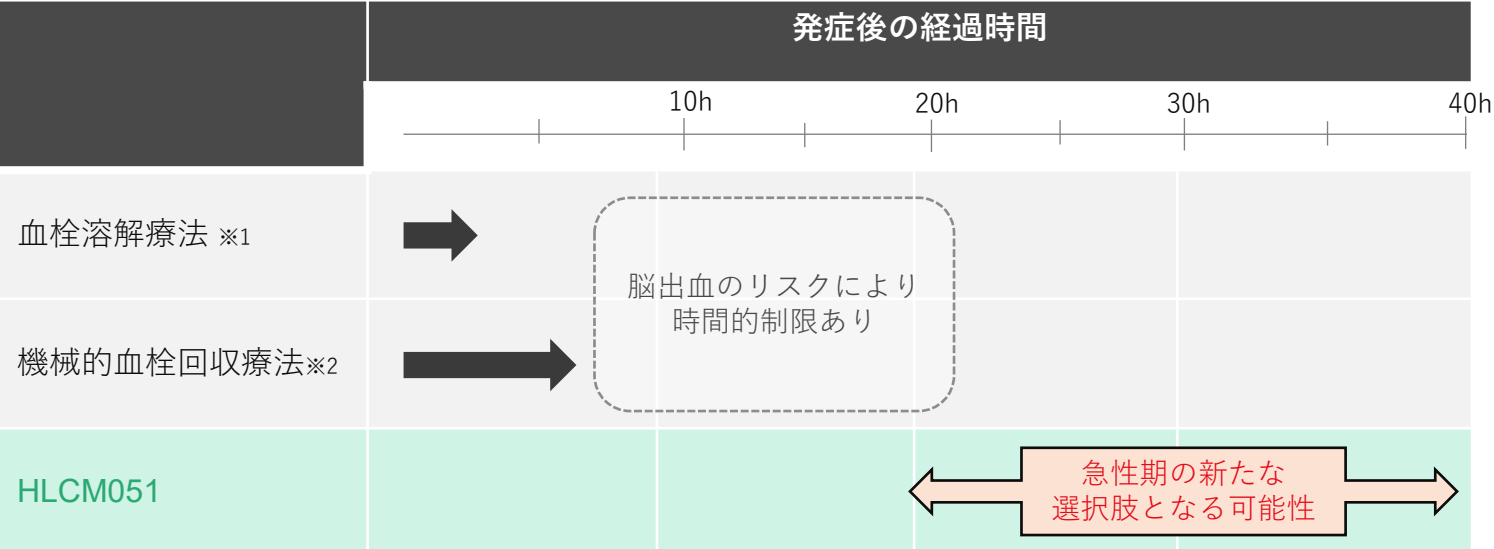 発症後の経過時間
10h 20h 30h 40h
血栓溶解療法 ※1
脳出血のリスクにより
時間的制限あり
機械的血栓回収療法※2
HLCM051
急性期の新たな
選択肢となる可能性